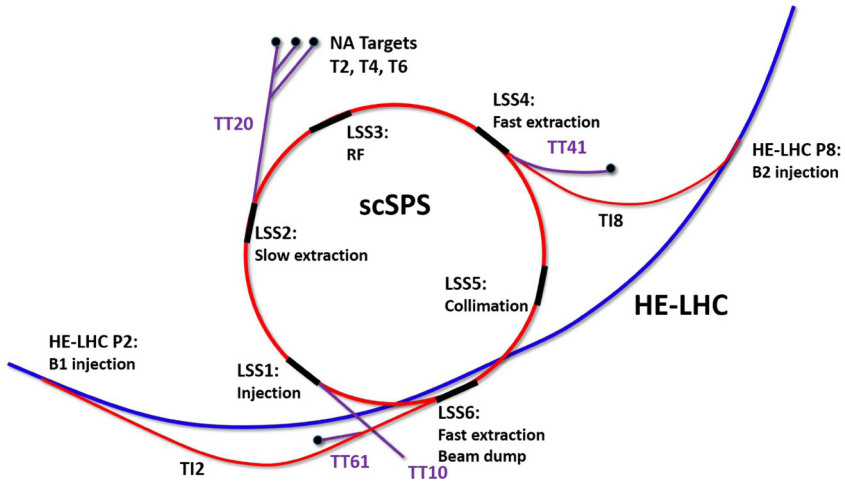 NA Targets
T2, T4, T6
LSS4:
Fast extraction
TT20
LSS3:
RF
TT41
HE-LHC P8:
B2 injection
scSPS
TI8
LSS2:
Slow extraction
LSS5:
Collimation
HE-LHC
HE-LHC P2:
B1 injection
LSS1:
Injection
LSS6:
Fast extraction
Beam dump
TI2
TT61
TT10